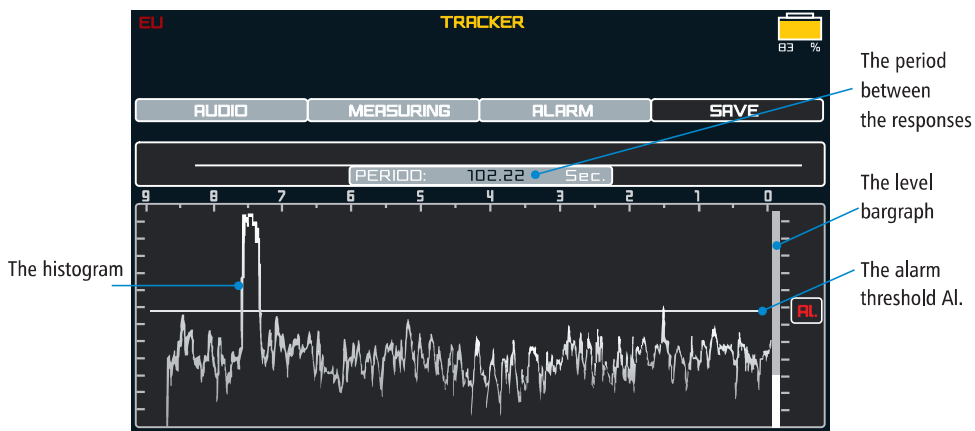 EU
TRACKER
83 %
AUDIO
MEASURING
ALARM
SAVE
The period
between
the responses
PERIOD: 102.22 Sec.
9 8 7 6 5 4 3 2 1 0
The level
bargraph
The histogram
The alarm
threshold Al.
Al.